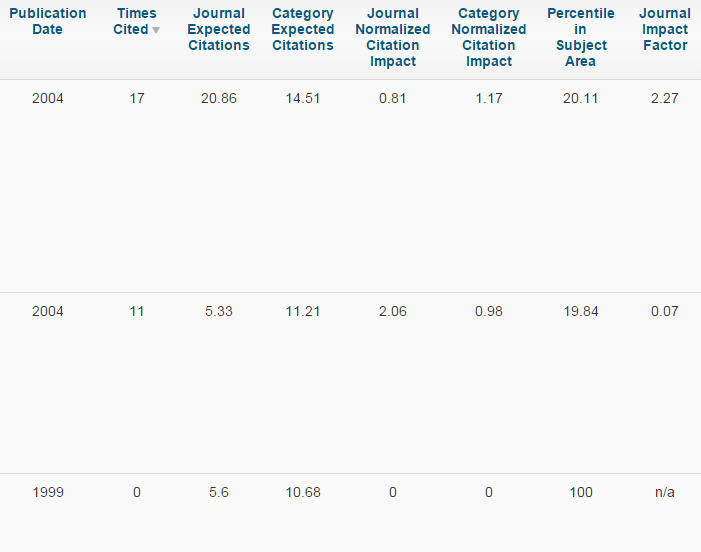 Publication Date Times Cited Journal Expected Citations Category Expected Citations Journal Normalized Citation Impact Category Normalized Citation Impact Percentile in Subject Area Journal Impact Factor
2004 17 20.86 14.51 0.81 1.17 20.11 2.27
2004 11 5.33 11.21 2.06 0.98 19.84 0.07
1999 0 5.6 10.68 0 0 100 n/a